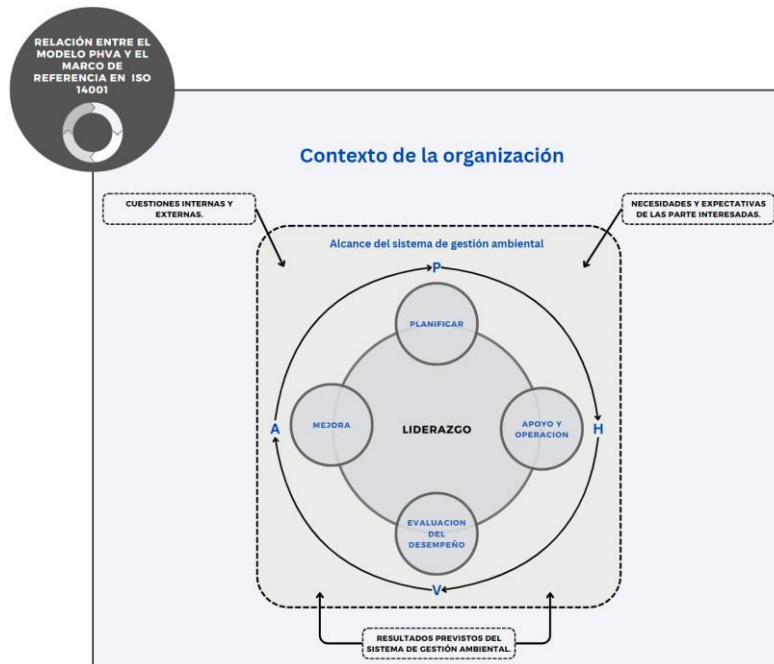 RELACIÓN ENTRE EL
MODELO PHVA Y EL
MARCO DE
REFERENCIA EN ISO
14001
Contexto de la organización
CUESTIONES INTERNAS Y
EXTERNAS.
NECESIDADES Y EXPECTATIVAS
DE LAS PARTE INTERESADAS.
Alcance del sistema de gestión ambiental
P
PLANIFICAR
A
MEJORA
LIDERAZGO
APOYO Y
OPERACION
H
EVALUACION
DEL
DESEMPEÑO
V
RESULTADOS PREVISTOS DEL
SISTEMA DE GESTIÓN AMBIENTAL.